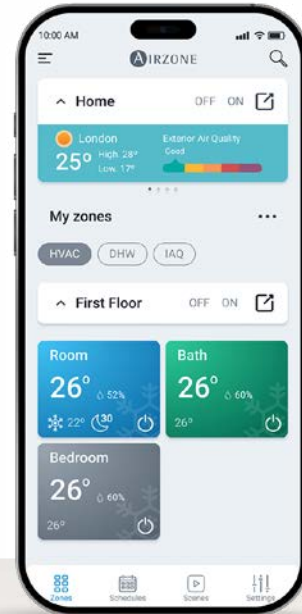 10:00 AM
AIRZONE
Home OFF ON
London
25° High. 28°
Low. 17°
Exterior Air Quality
Good
My zones
HVAC DHW IAQ
First Floor OFF ON
Room
26° 52%
22° 30
Bath
26° 60%
26°
Bedroom
26° 60%
26°
Zones Schedules Scenes Settings